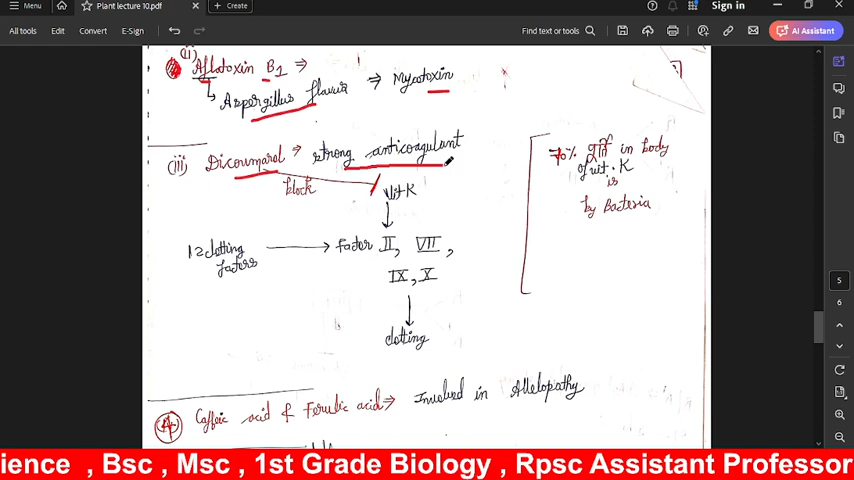 Menu
Plant lecture 10.pdf
Create
Sign in
All tools
Edit
Convert
E-Sign
Find text or tools
AI Assistant
(ii)
Aflatoxin B1 ⇒
↳ Aspergillus flavus ⇒ Mycotoxin
(iii) Dicoumarol ⇒ strong anticoagulant
block
vit·K
12 clotting factors → Factor II, VII,
IX, X
clotting
70% पूर्ति in body
of vit. K
is
by Bacteria
(4) Caffeic acid & Ferulic acid ⇒ Involved in Allelopathy
5
6
ience , Bsc , Msc , 1st Grade Biology , Rpsc Assistant Professor